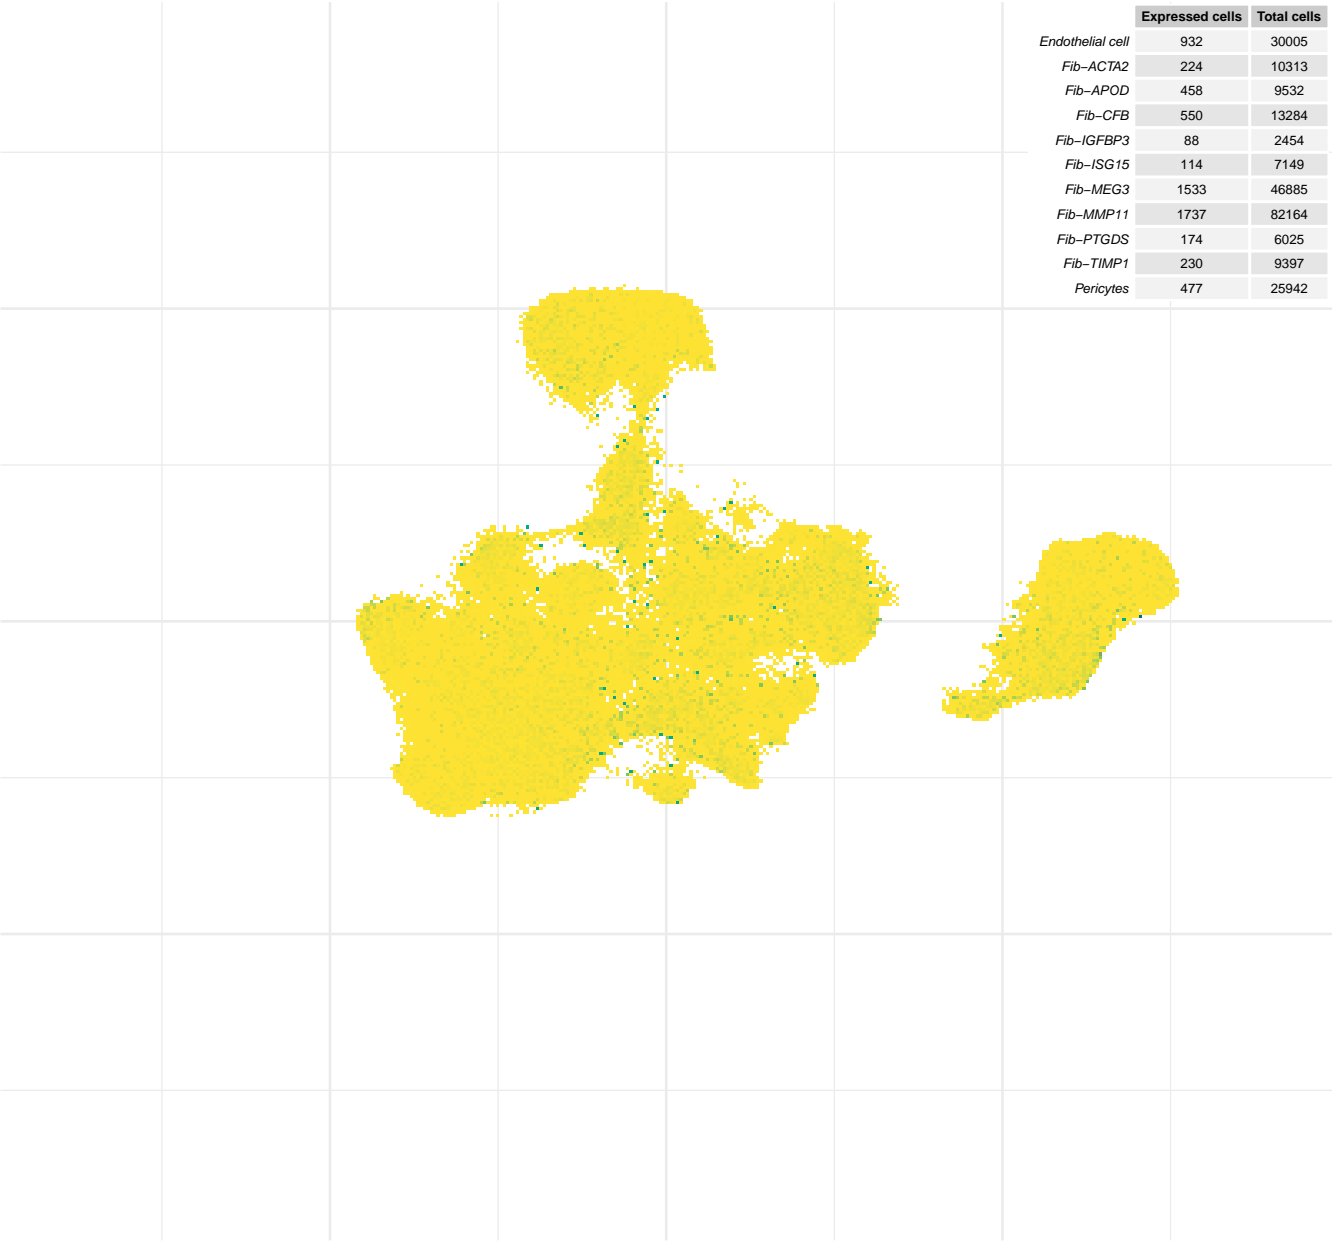 Expressed cells Total cells
Endothelial cell 932 30005
Fib−ACTA2 224 10313
Fib−APOD 458 9532
Fib−CFB 550 13284
Fib−IGFBP3 88 2454
Fib−ISG15 114 7149
Fib−MEG3 1533 46885
Fib−MMP11 1737 82164
Fib−PTGDS 174 6025
Fib−TIMP1 230 9397
Pericytes 477 25942